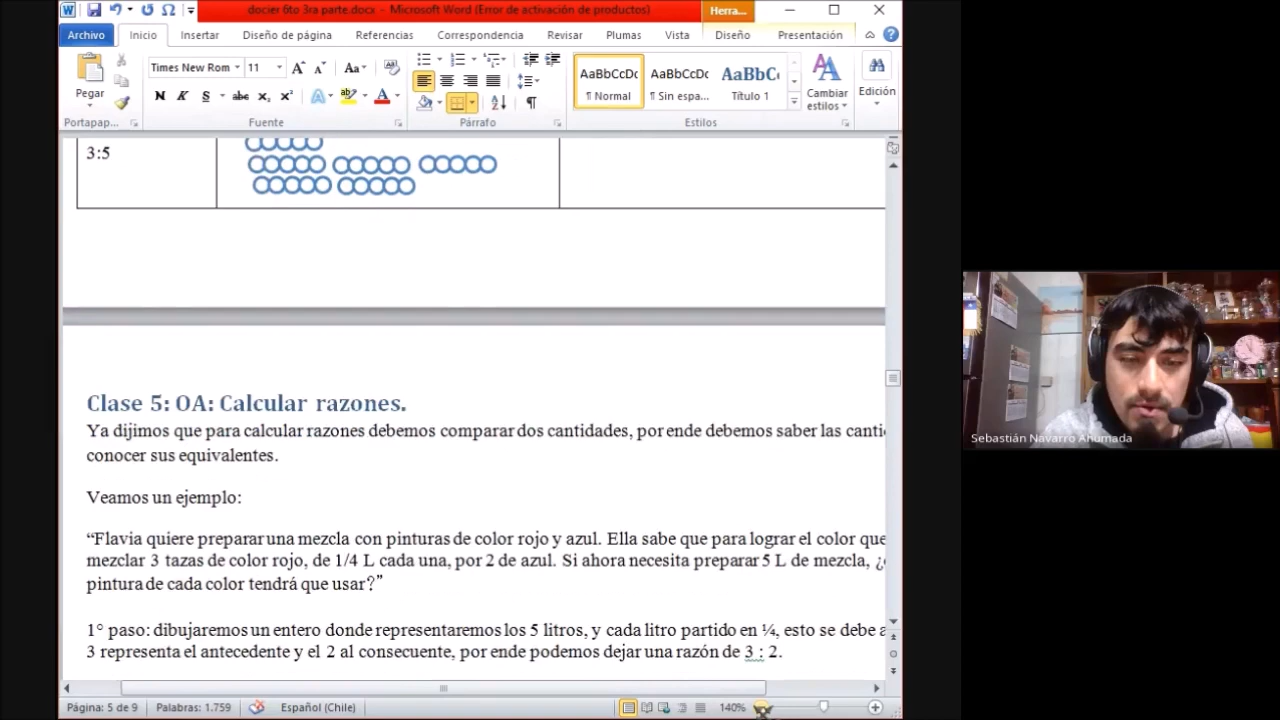 docier 6to 3ra parte.docx - Microsoft Word (Error de activación de productos)
Herra...
Archivo Inicio Insertar Diseño de página Referencias Correspondencia Revisar Plumas Vista Diseño Presentación
Times New Rom 11
Pegar
N K S abc x₂ x² A ab A
AaBbCcDc AaBbCcDc AaBbC
¶ Normal ¶ Sin espa... Título 1
Cambiar estilos
Edición
Portapap... Fuente Párrafo Estilos
3:5
Clase 5: OA: Calcular razones.
Ya dijimos que para calcular razones debemos comparar dos cantidades, por ende debemos saber las canti
conocer sus equivalentes.
Veamos un ejemplo:
“Flavia quiere preparar una mezcla con pinturas de color rojo y azul. Ella sabe que para lograr el color que
mezclar 3 tazas de color rojo, de 1/4 L cada una, por 2 de azul. Si ahora necesita preparar 5 L de mezcla, ¿
pintura de cada color tendrá que usar?”
1° paso: dibujaremos un entero donde representaremos los 5 litros, y cada litro partido en ¼, esto se debe a
3 representa el antecedente y el 2 al consecuente, por ende podemos dejar una razón de 3 : 2.
Página: 5 de 9 Palabras: 1.759 Español (Chile) 140%
Sebastián Navarro Ahumada